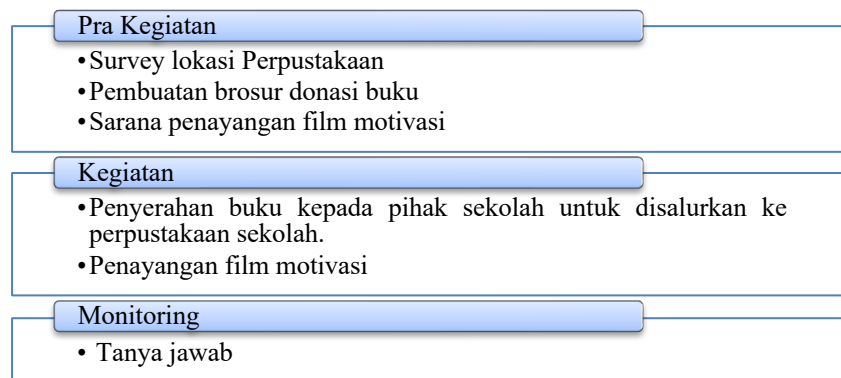 Pra Kegiatan
•Survey lokasi Perpustakaan
•Pembuatan brosur donasi buku
•Sarana penayangan film motivasi
Kegiatan
•Penyerahan buku kepada pihak sekolah untuk disalurkan ke
perpustakaan sekolah.
•Penayangan film motivasi
Monitoring
• Tanya jawab